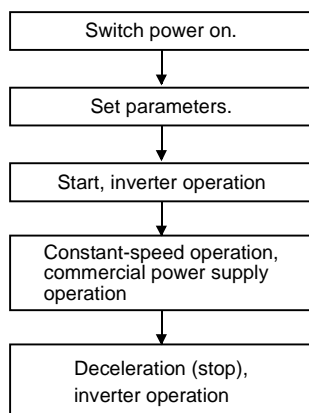 Switch power on.
Set parameters.
Start, inverter operation
Constant-speed operation,
commercial power supply
operation
Deceleration (stop),
inverter operation